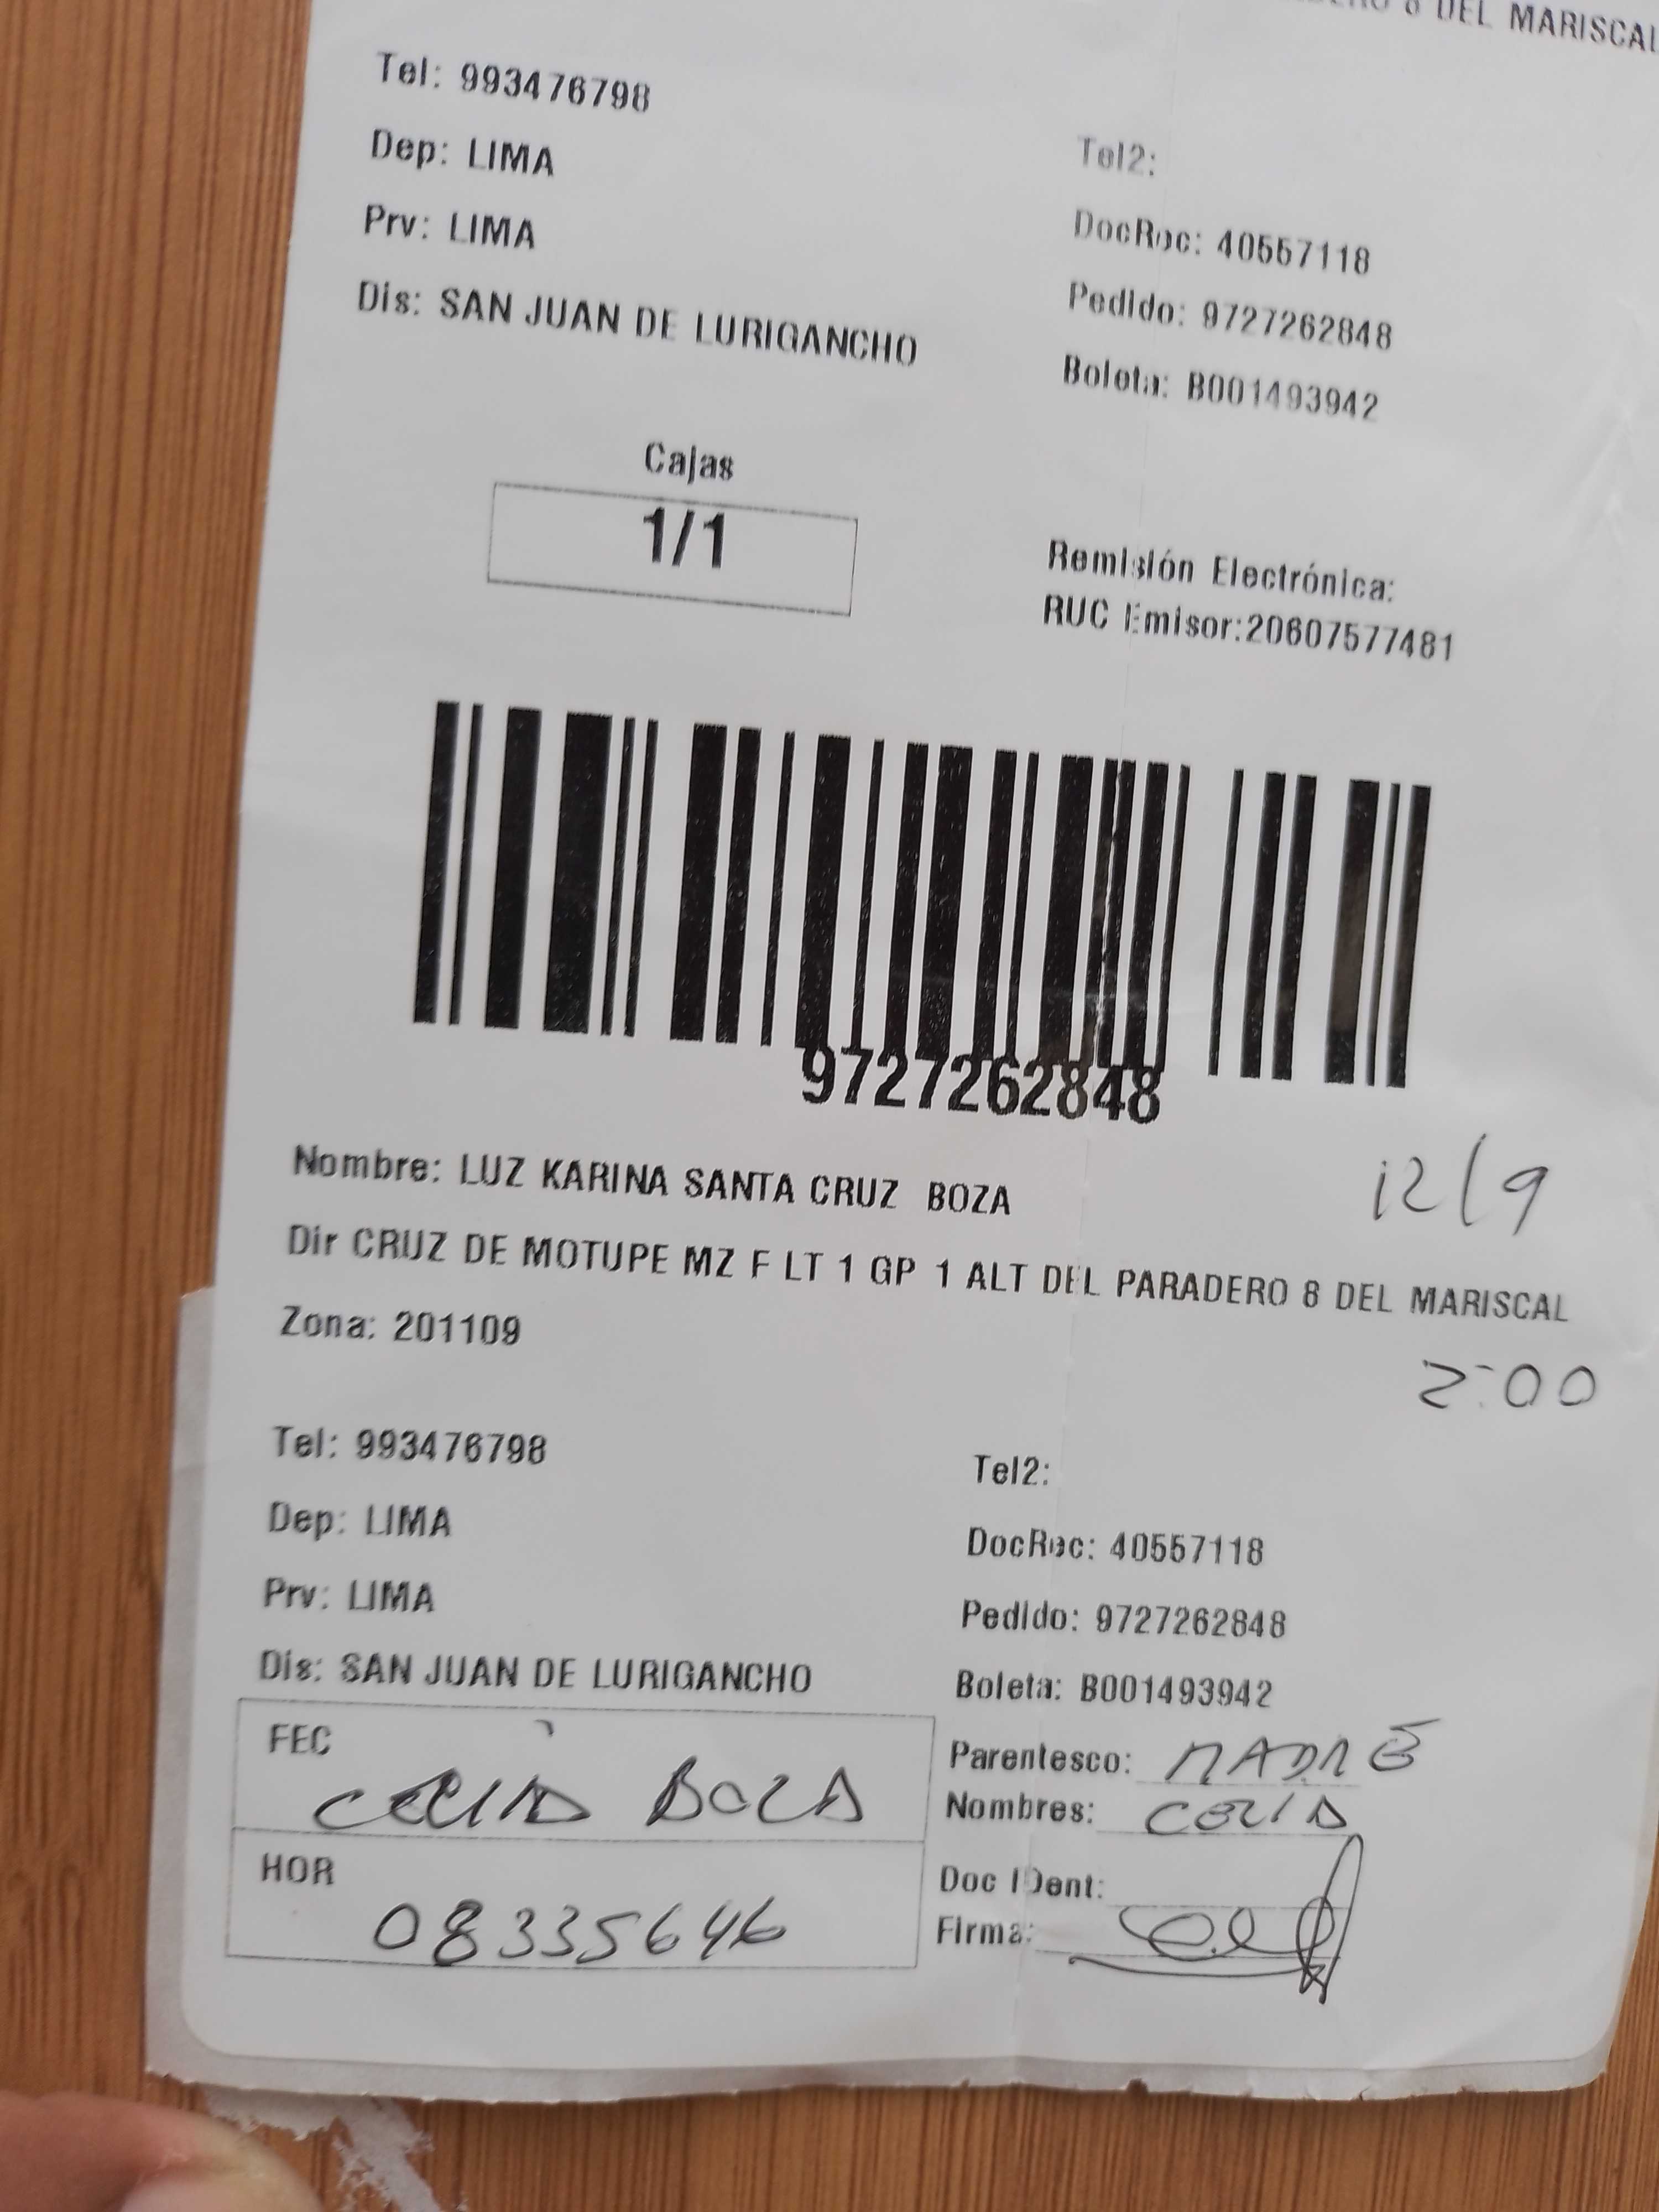 8 DEL MARISCAL
Tel: 993476798
Dep: LIMA
Tel2:
Prv: LIMA
DocRec: 40557118
Dis: SAN JUAN DE LURIGANCHO
Pedido: 9727262848
Boleta: B001493942
Cajas
1/1
Remisión Electrónica:
RUC Emisor:20607577481
9727262848
Nombre: LUZ KARINA SANTA CRUZ BOZA
12/9
Dir CRUZ DE MOTUPE MZ F LT 1 GP 1 ALT DEL PARADERO 8 DEL MARISCAL
Zona: 201109
2:00
Tel: 993476798
Tel2:
Dep: LIMA
DocRec: 40557118
Prv: LIMA
Pedido: 9727262848
Dis: SAN JUAN DE LURIGANCHO
Boleta: B001493942
FEC
CECILIA BOZA
Parentesco: MADRE
Nombres: CECILIA
HOR
08335646
Doc IDent:
Firma: